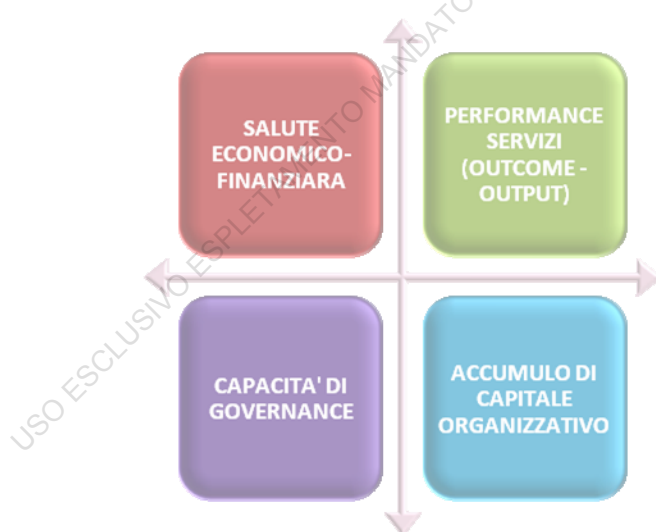 SALUTE
ECONOMICO-
FINANZIARA
PERFORMANCE
SERVIZI
(OUTCOME -
OUTPUT)
CAPACITA' DI
GOVERNANCE
ACCUMULO DI
CAPITALE
ORGANIZZATIVO
USO ESCLUSIVO ESPLETAMENTO MANDATO